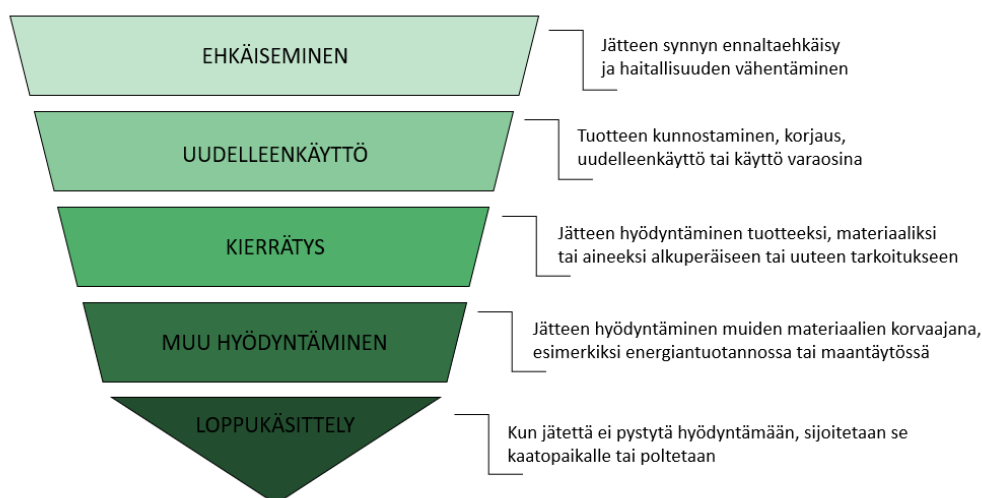 EHKÄISEMINEN
Jätteen synnyn ennaltaehkäisy
ja haitallisuuden vähentäminen
UUDELLEENKÄYTTÖ
Tuotteen kunnostaminen, korjaus,
uudelleenkäyttö tai käyttö varaosina
KIERRÄTYS
Jätteen hyödyntäminen tuotteeksi, materiaaliksi
tai aineeksi alkuperäiseen tai uuteen tarkoitukseen
MUU HYÖDYNTÄMINEN
Jätteen hyödyntäminen muiden materiaalien korvaajana,
esimerkiksi energiantuotannossa tai maantäytössä
LOPPUKÄSITTELY
Kun jätettä ei pystytä hyödyntämään, sijoitetaan se
kaatopaikalle tai poltetaan